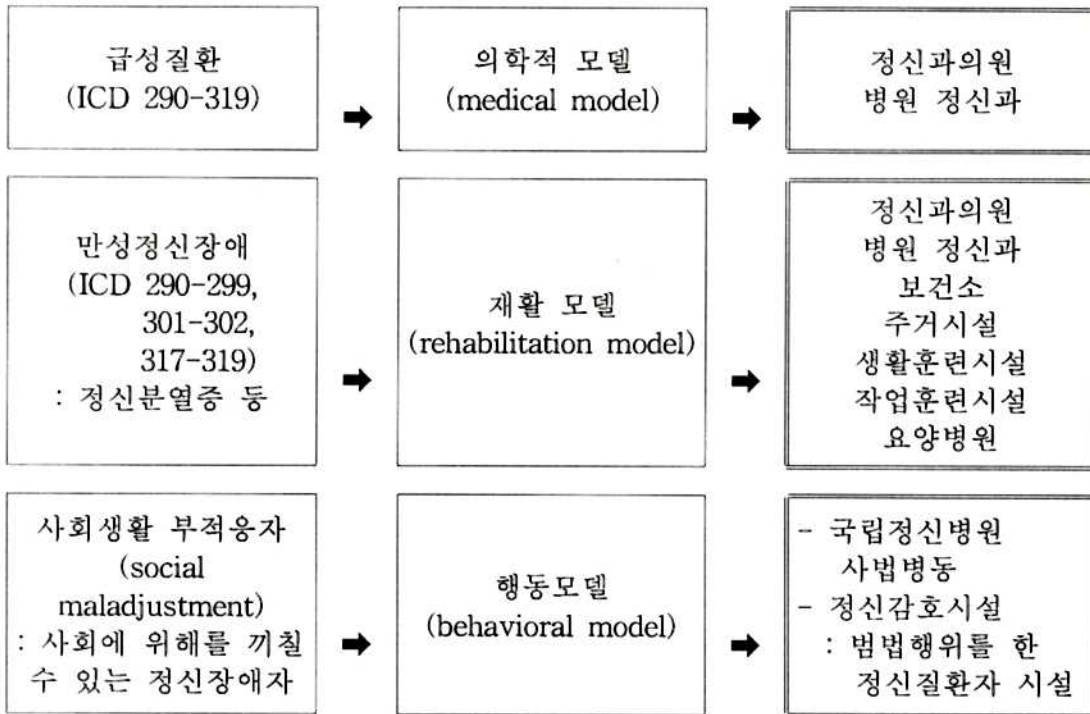 급성질환
(ICD 290-319)
➡
의학적 모델
(medical model)
➡
정신과의원
병원 정신과
만성정신장애
(ICD 290-299,
301-302,
317-319)
: 정신분열증 등
➡
재활 모델
(rehabilitation model)
➡
정신과의원
병원 정신과
보건소
주거시설
생활훈련시설
작업훈련시설
요양병원
사회생활 부적응자
(social
maladjustment)
: 사회에 위해를 끼칠
수 있는 정신장애자
➡
행동모델
(behavioral model)
➡
- 국립정신병원
사법병동
- 정신감호시설
: 범법행위를 한
정신질환자 시설